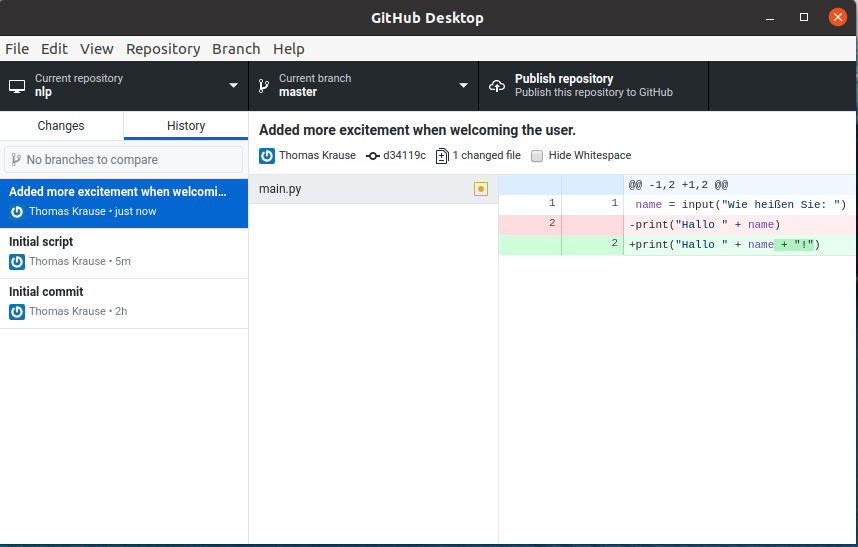 GitHub Desktop
File Edit View Repository Branch Help
Current repository
nlp
Current branch
master
Publish repository
Publish this repository to GitHub
Changes History
No branches to compare
Added more excitement when welcomi...
Thomas Krause • just now
Initial script
Thomas Krause • 5m
Initial commit
Thomas Krause • 2h
Added more excitement when welcoming the user.
Thomas Krause d34119c 1 changed file Hide Whitespace
main.py
@@ -1,2 +1,2 @@
1 1 name = input("Wie heißen Sie: ")
2 -print("Hallo " + name)
2 +print("Hallo " + name + "!")